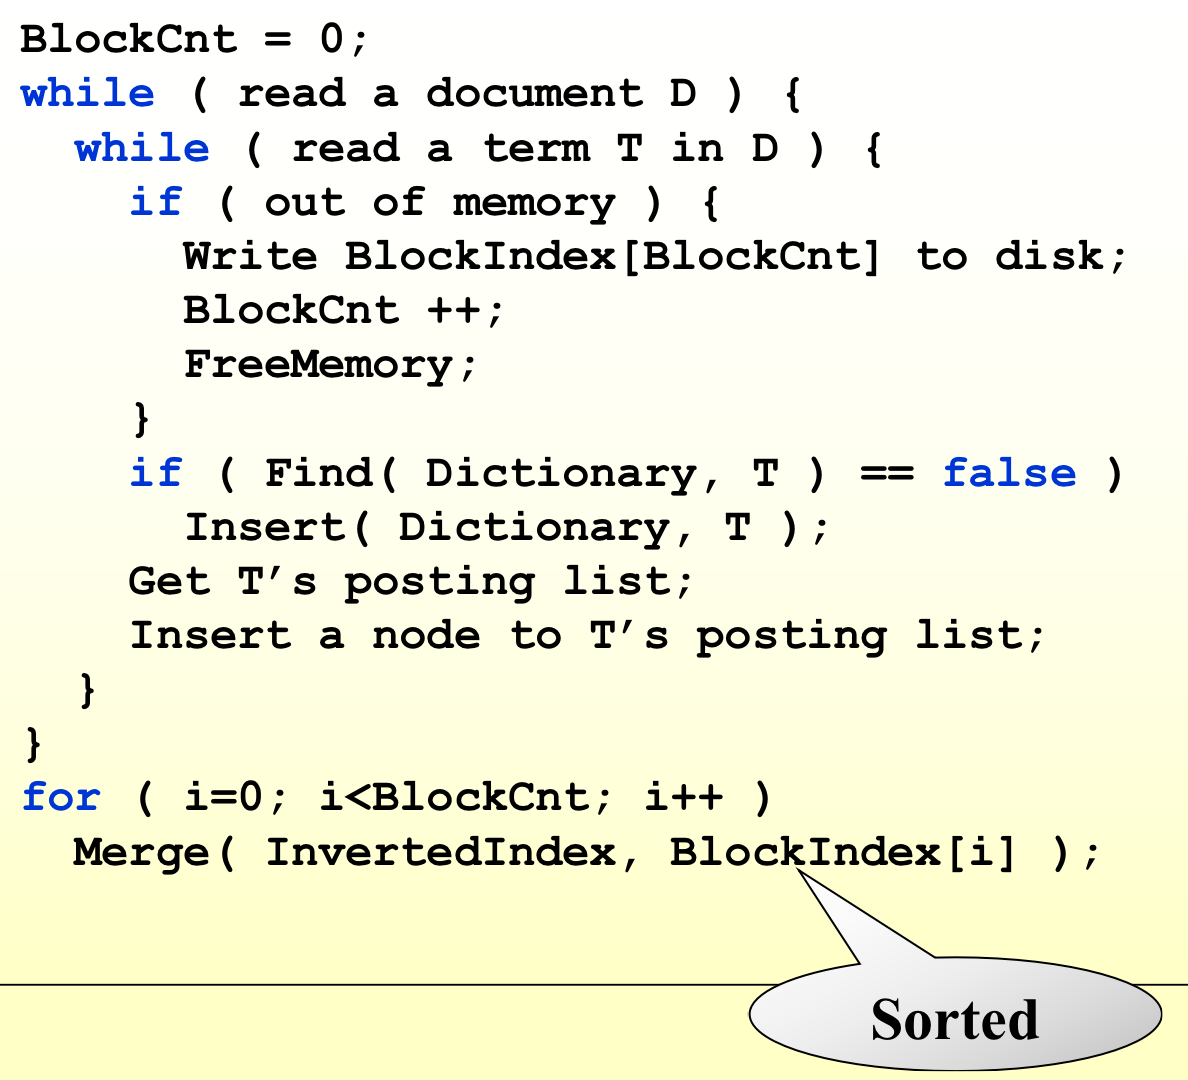 BlockCnt = 0;
while ( read a document D ) {
  while ( read a term T in D ) {
    if ( out of memory ) {
      Write BlockIndex[BlockCnt] to disk;
      BlockCnt ++;
      FreeMemory;
    }
    if ( Find( Dictionary, T ) == false )
      Insert( Dictionary, T );
    Get T’s posting list;
    Insert a node to T’s posting list;
  }
}
for ( i=0; i<BlockCnt; i++ )
  Merge( InvertedIndex, BlockIndex[i] );
Sorted